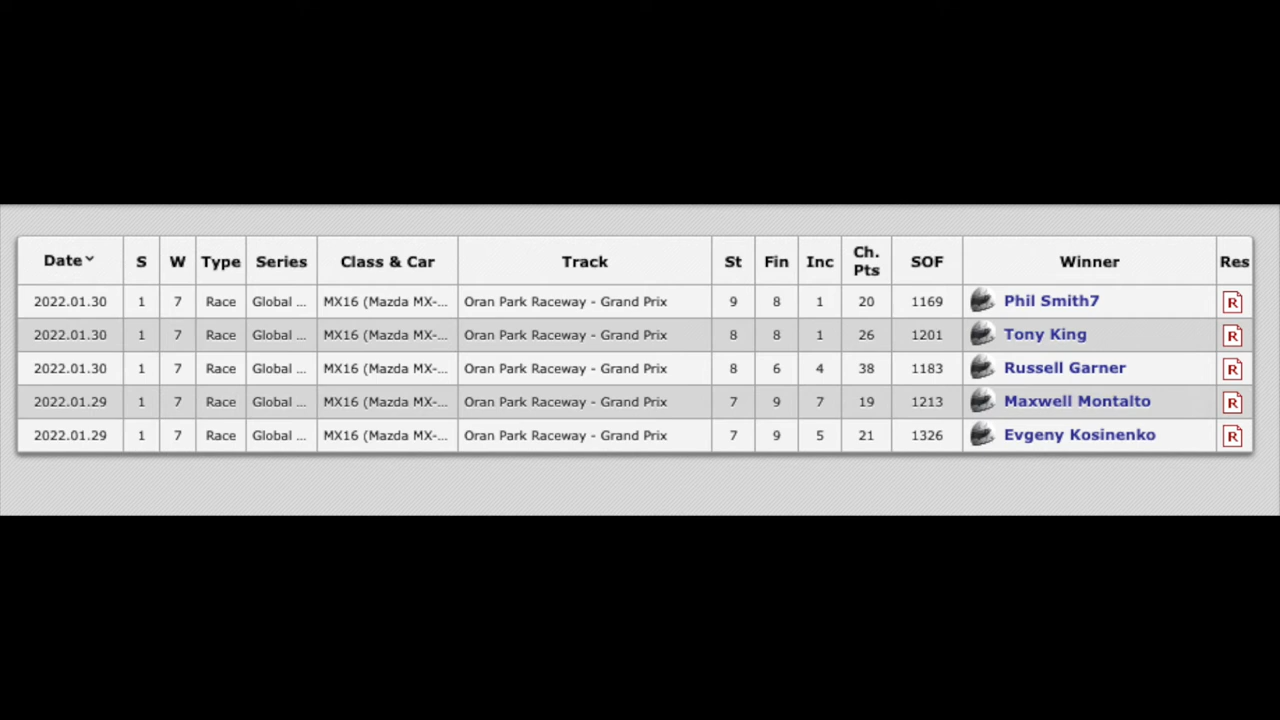 Date S W Type Series Class & Car Track St Fin Inc Ch. Pts SOF Winner Res
2022.01.30 1 7 Race Global ... MX16 (Mazda MX-... Oran Park Raceway - Grand Prix 9 8 1 20 1169 Phil Smith7 R
2022.01.30 1 7 Race Global ... MX16 (Mazda MX-... Oran Park Raceway - Grand Prix 8 8 1 26 1201 Tony King R
2022.01.30 1 7 Race Global ... MX16 (Mazda MX-... Oran Park Raceway - Grand Prix 8 6 4 38 1183 Russell Garner R
2022.01.29 1 7 Race Global ... MX16 (Mazda MX-... Oran Park Raceway - Grand Prix 7 9 7 19 1213 Maxwell Montalto R
2022.01.29 1 7 Race Global ... MX16 (Mazda MX-... Oran Park Raceway - Grand Prix 7 9 5 21 1326 Evgeny Kosinenko R